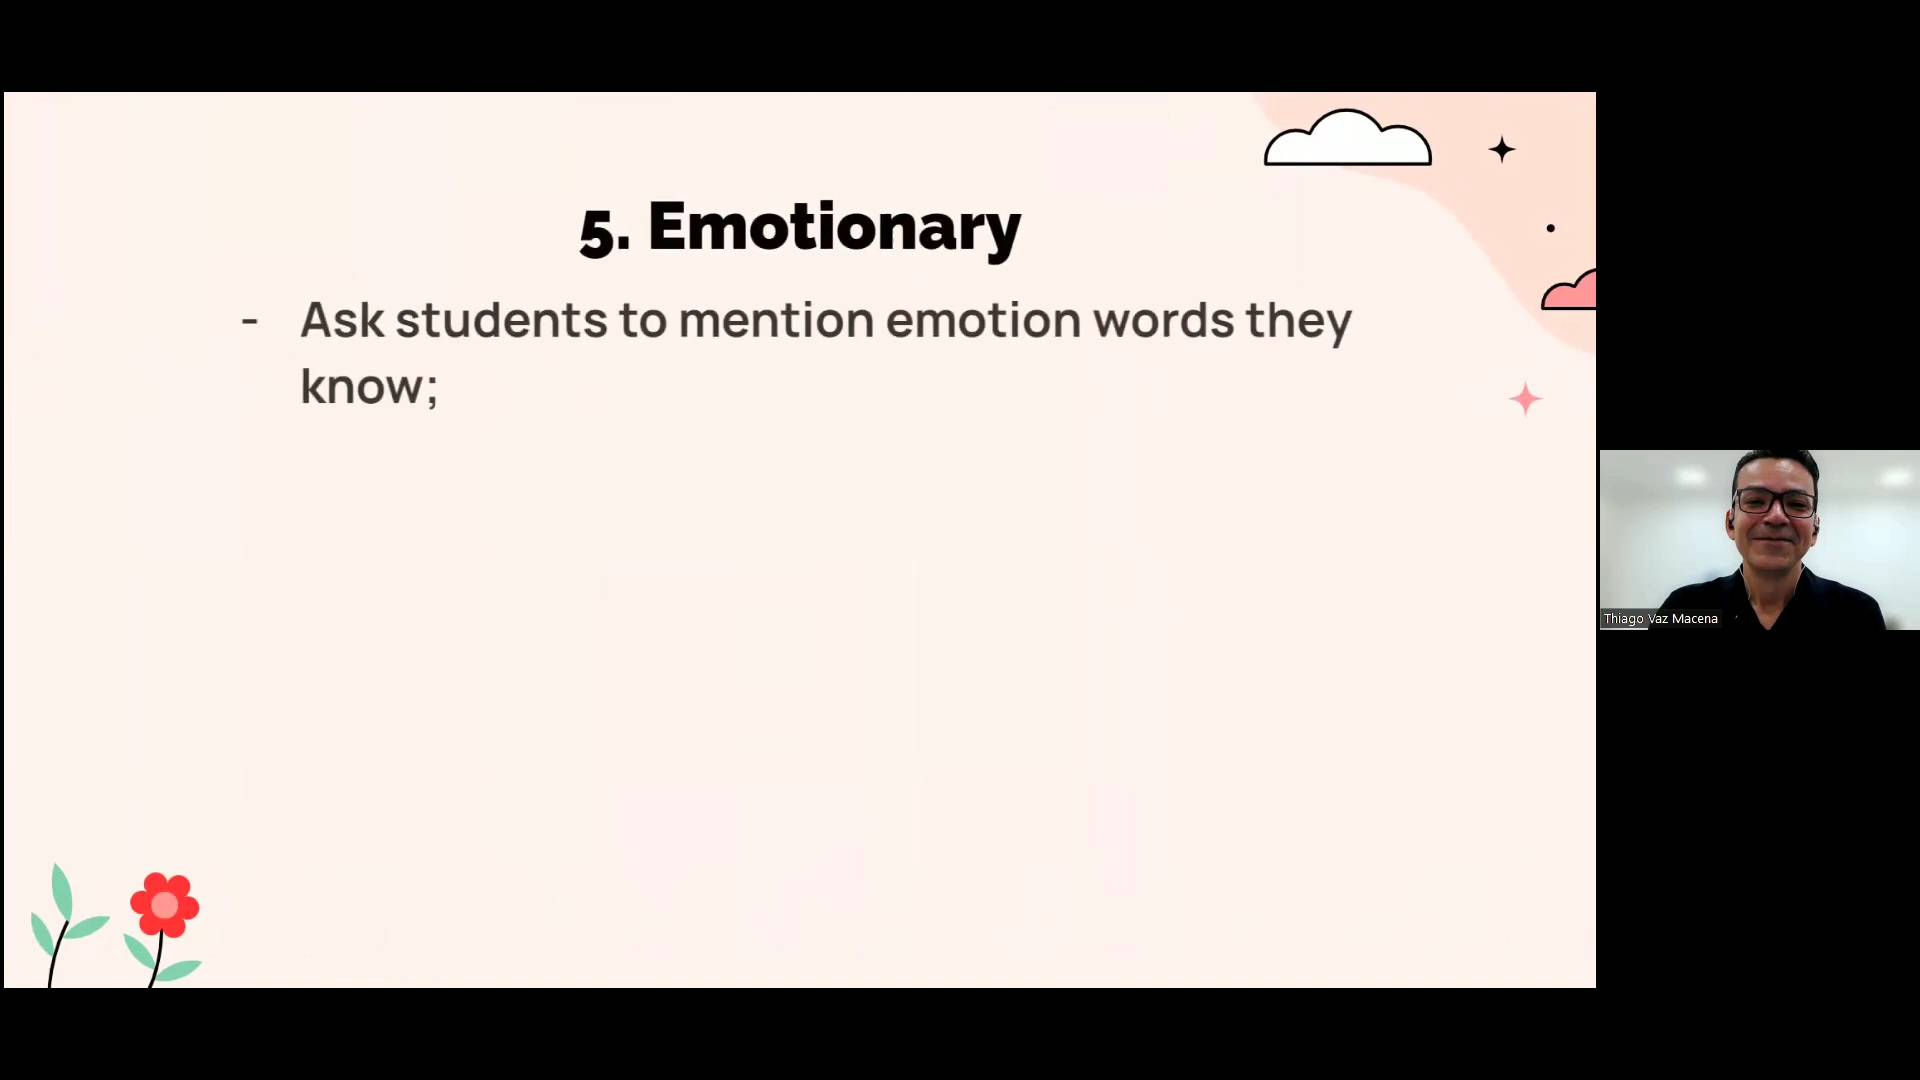 5. Emotionary
- Ask students to mention emotion words they
know;
Thiago Vaz Macena